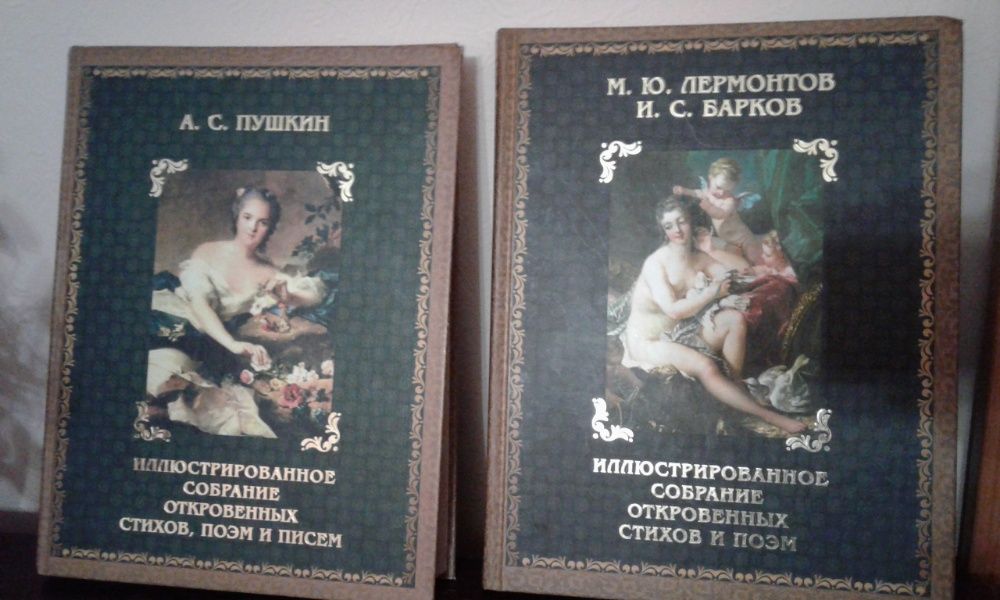 А. С. ПУШКИН
ИЛЛЮСТРИРОВАННОЕ
СОБРАНИЕ
ОТКРОВЕННЫХ
СТИХОВ, ПОЭМ И ПИСЕМ
М. Ю. ЛЕРМОНТОВ
И. С. БАРКОВ
ИЛЛЮСТРИРОВАННОЕ
СОБРАНИЕ
ОТКРОВЕННЫХ
СТИХОВ И ПОЭМ